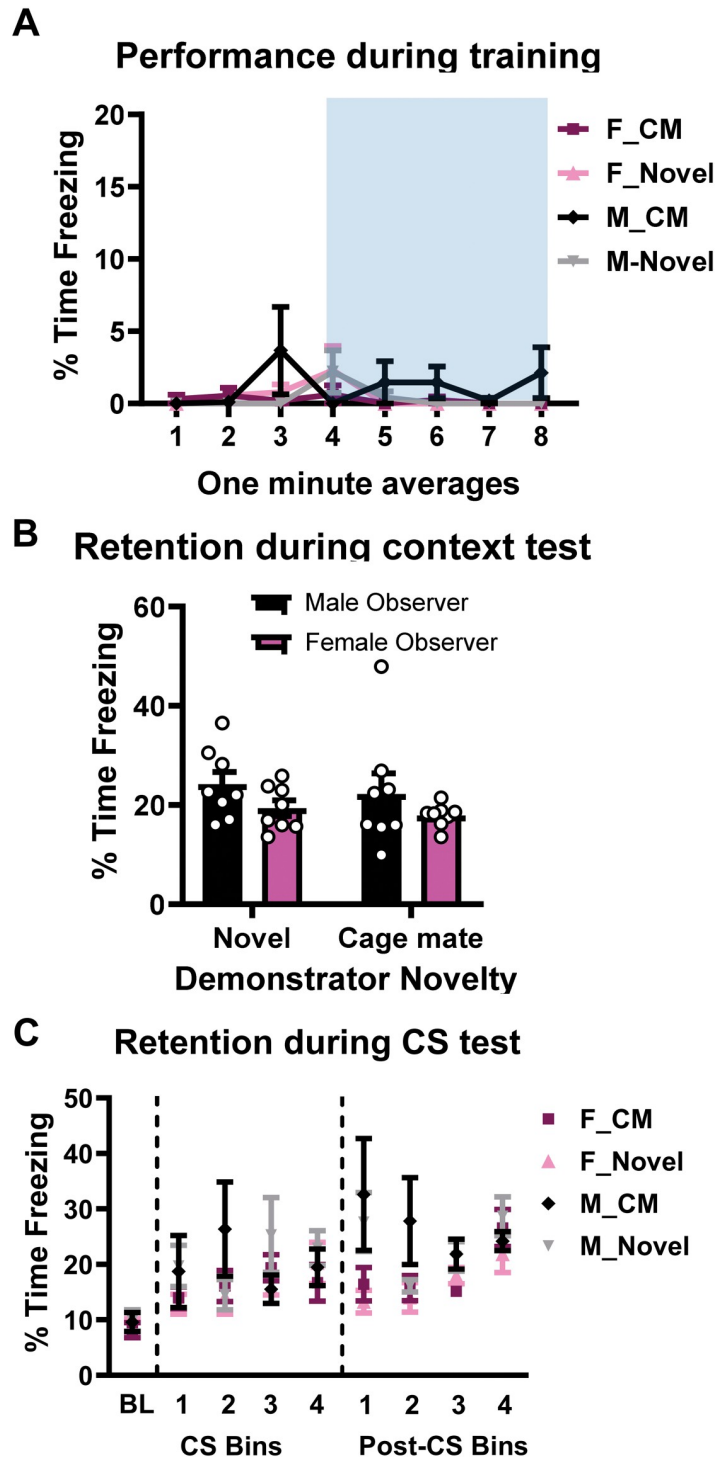 A
Performance during training
% Time Freezing
20
15
10
5
0
1 2 3 4 5 6 7 8
One minute averages
F_CM
F_Novel
M_CM
M-Novel
B
Retention during context test
% Time Freezing
60
40
20
0
Male Observer
Female Observer
Novel Cage mate
Demonstrator Novelty
C
Retention during CS test
% Time Freezing
50
40
30
20
10
0
BL 1 2 3 4 1 2 3 4
CS Bins Post-CS Bins
F_CM
F_Novel
M_CM
M_Novel